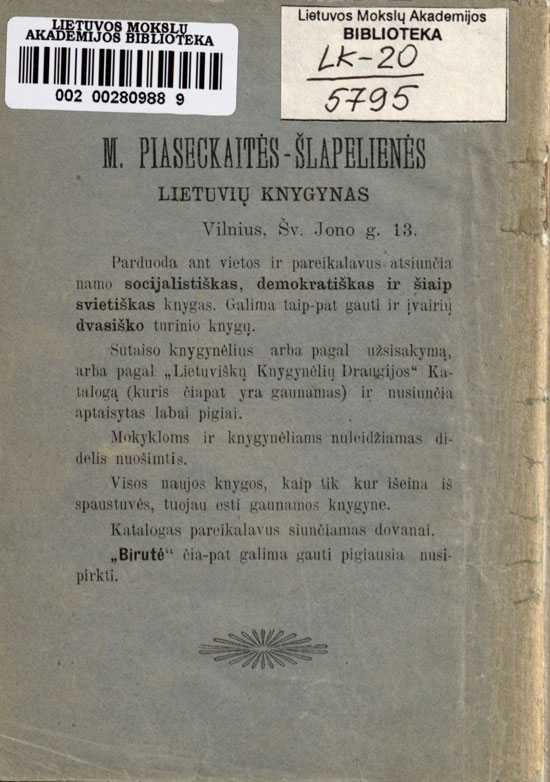 LIETUVOS MOKSLŲ
AKADEMIJOS BIBLIOTEKA
002 00280988 9
Lietuvos Mokslų Akademijos
BIBLIOTEKA
LK-20
5795
M. PIASECKAITĖS-ŠLAPELIENĖS
LIETUVIŲ KNYGYNAS
Vilnius, Šv. Jono g. 13.
Parduoda ant vietos ir pareikalavus atsiunčia
namo socijalistiškas, demokratiškas ir šiaip
svietiškas knygas. Galima taip-pat gauti ir įvairių
dvasiško turinio knygų.
Sutaiso knygynėlius arba pagal užsisakymą,
arba pagal „Lietuviškų Knygynėlių Draugijos“ Ka-
talogą (kuris čiapat yra gaunamas) ir nusiunčia
aptaisytas labai pigiai.
Mokykloms ir knygynėliams nuleidžiamas di-
delis nuošimtis.
Visos naujos knygos, kaip tik kur išeina iš
spaustuvės, tuojau esti gaunamos knygyne.
Katalogas pareikalavus siunčiamas dovanai.
„Birutė“ čia-pat galima gauti pigiausia nusi-
pirkti.